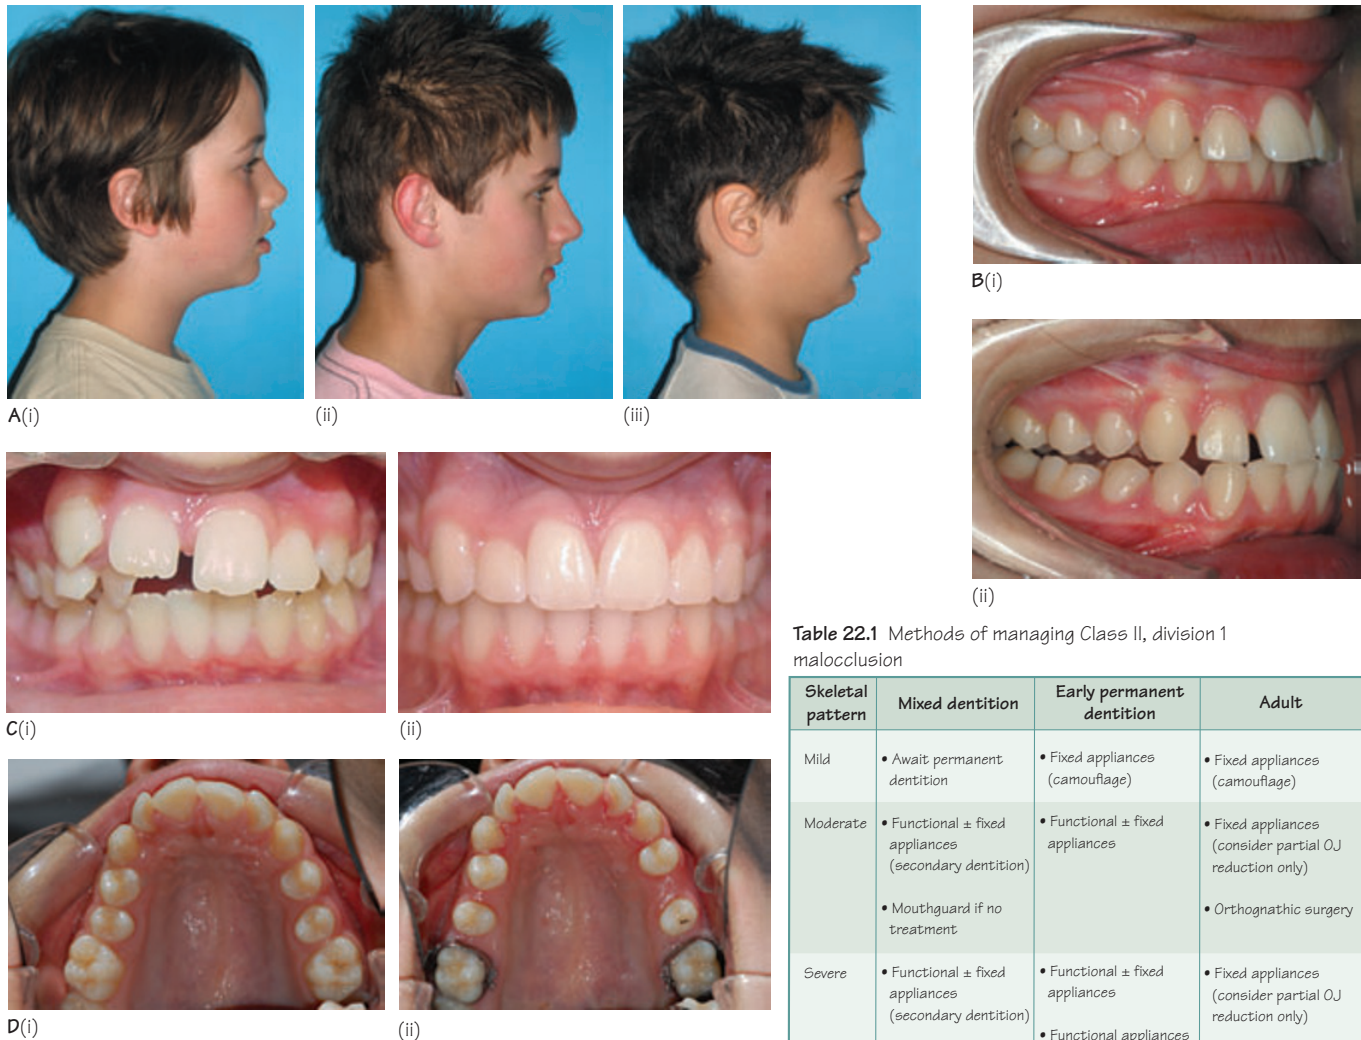 A(i)
(ii)
(iii)
B(i)
(ii)
C(i)
(ii)
D(i)
(ii)
Table 22.1 Methods of managing Class II, division 1
malocclusion
Skeletal
pattern
Mixed dentition
Early permanent
dentition
Adult
Mild
• Await permanent
dentition
• Fixed appliances
(camouflage)
• Fixed appliances
(camouflage)
Moderate
• Functional ± fixed
appliances
(secondary dentition)
• Mouthguard if no
treatment
• Functional ± fixed
appliances
• Fixed appliances
(consider partial OJ
reduction only)
• Orthognathic surgery
Severe
• Functional ± fixed
appliances
(secondary dentition)
• Functional ± fixed
appliances
• Functional appliances
• Fixed appliances
(consider partial OJ
reduction only)